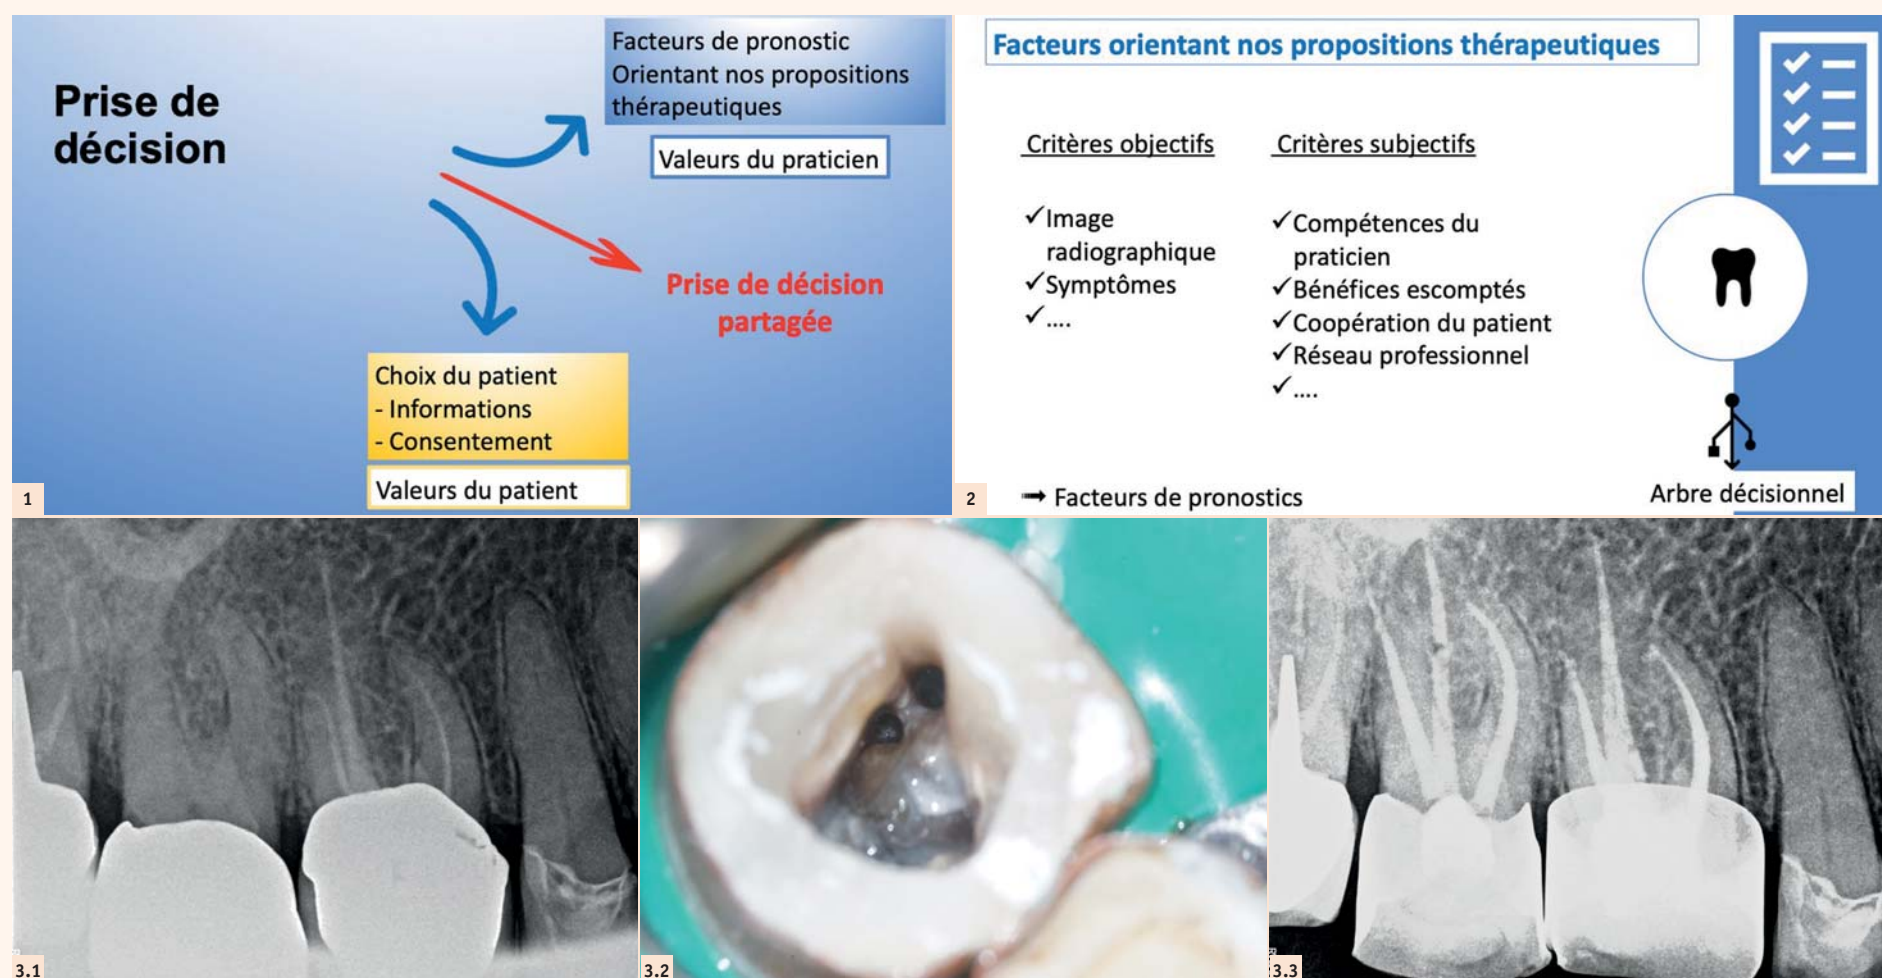 Prise de
décision
Facteurs de pronostic
Orientant nos propositions
thérapeutiques
Valeurs du praticien
Prise de décision
partagée
Choix du patient
- Informations
- Consentement
Valeurs du patient
1
Facteurs orientant nos propositions thérapeutiques
Critères objectifs
✓Image
radiographique
✓Symptômes
✓....
Critères subjectifs
✓Compétences du
praticien
✓Bénéfices escomptés
✓Coopération du patient
✓Réseau professionnel
✓....
➞ Facteurs de pronostics
Arbre décisionnel
2
3.1
3.2
3.3